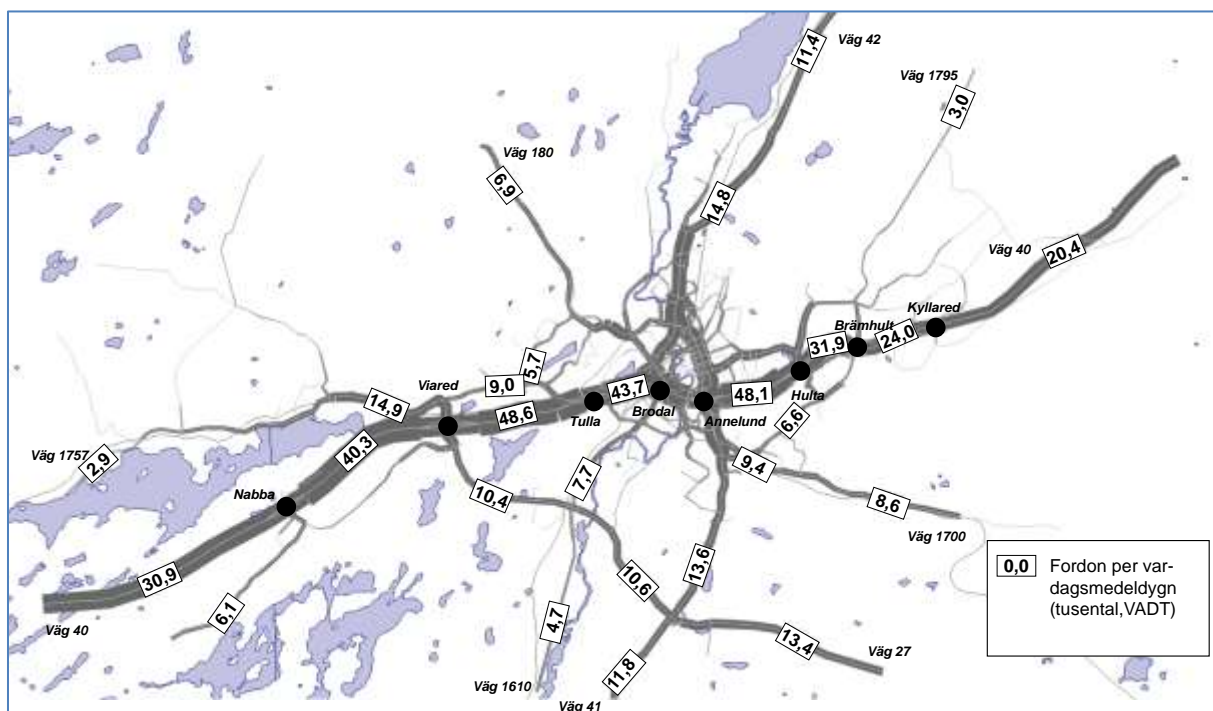 11,4
Väg 42
Väg 1795
3,0
Väg 180
6,9
14,8
Väg 40
20,4
Kyllared
Brämhult
31,9
24,0
5,7
9,0
Viared
43,7
14,9
48,6
48,1
Hulta
Tulla
Brodal
Annelund
6,6
40,3
Väg 1757
2,9
9,4
7,7
Nabba
10,4
8,6
Väg 1700
13,6
30,9
10,6
6,1
4,7
Väg 40
13,4
Väg 27
11,8
Väg 1610
Väg 41
0,0 Fordon per var-
dagsmedeldygn
(tusental,VADT)